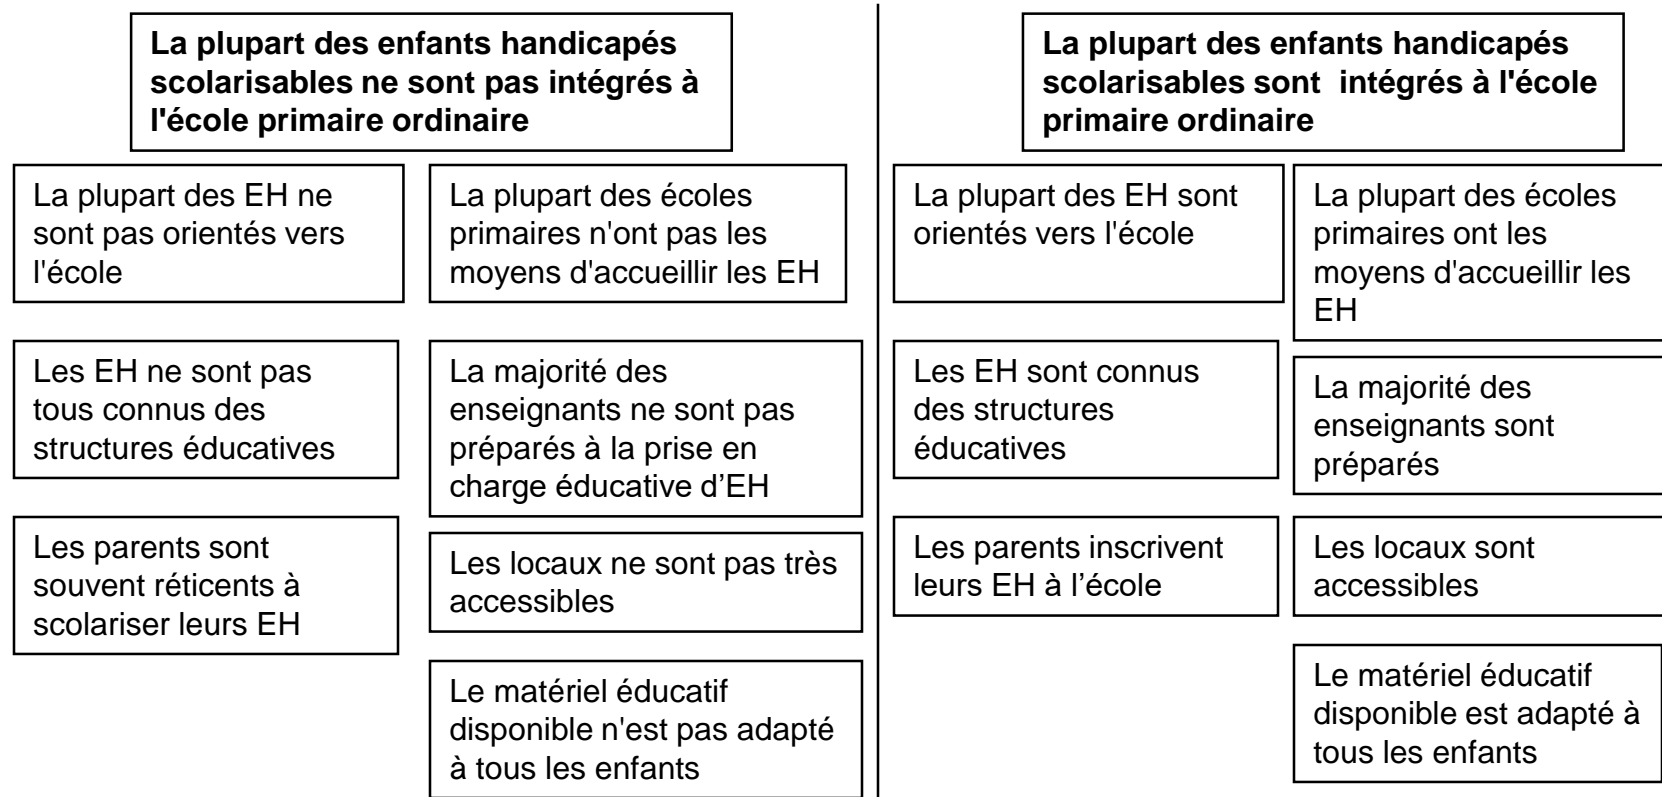 La plupart des enfants handicapés
scolarisables ne sont pas intégrés à
l'école primaire ordinaire
La plupart des EH ne
sont pas orientés vers
l'école
Les EH ne sont pas
tous connus des
structures éducatives
Les parents sont
souvent réticents à
scolariser leurs EH
La plupart des écoles
primaires n'ont pas les
moyens d'accueillir les EH
La majorité des
enseignants ne sont pas
préparés à la prise en
charge éducative d’EH
Les locaux ne sont pas très
accessibles
Le matériel éducatif
disponible n'est pas adapté
à tous les enfants
La plupart des enfants handicapés
scolarisables sont  intégrés à l'école
primaire ordinaire
La plupart des EH sont
orientés vers l'école
Les EH sont connus
des structures
éducatives
Les parents inscrivent
leurs EH à l’école
La plupart des écoles
primaires ont les
moyens d'accueillir les
EH
La majorité des
enseignants sont
préparés
Les locaux sont
accessibles
Le matériel éducatif
disponible est adapté à
tous les enfants